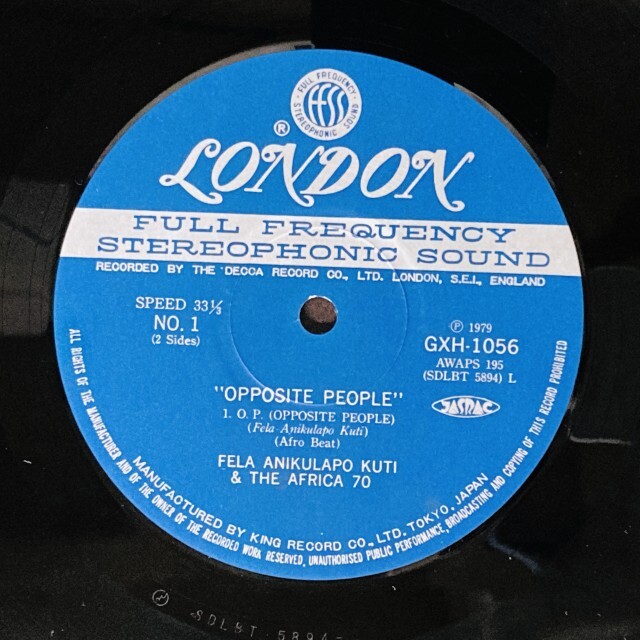 FULL FREQUENCY
ffss
STEREOPHONIC SOUND
®
LONDON
FULL FREQUENCY
STEREOPHONIC SOUND
RECORDED BY THE DECCA RECORD CO., LTD. LONDON, S.E.I., ENGLAND
SPEED 33⅓
NO. 1
(2 Sides)
℗ 1979
GXH-1056
AWAPS 195
(SDLBT 5894) L
JASRAC
"OPPOSITE PEOPLE"
1. O. P. (OPPOSITE PEOPLE)
(Fela-Anikulapo Kuti)
(Afro Beat)
FELA ANIKULAPO KUTI
& THE AFRICA 70
MANUFACTURED BY KING RECORD CO., LTD. TOKYO, JAPAN
ALL RIGHTS OF THE MANUFACTURER AND OF THE OWNER OF THE RECORDED WORK RESERVED. UNAUTHORISED PUBLIC PERFORMANCE, BROADCASTING AND COPYING OF THIS RECORD PROHIBITED
SDLBT 5894-